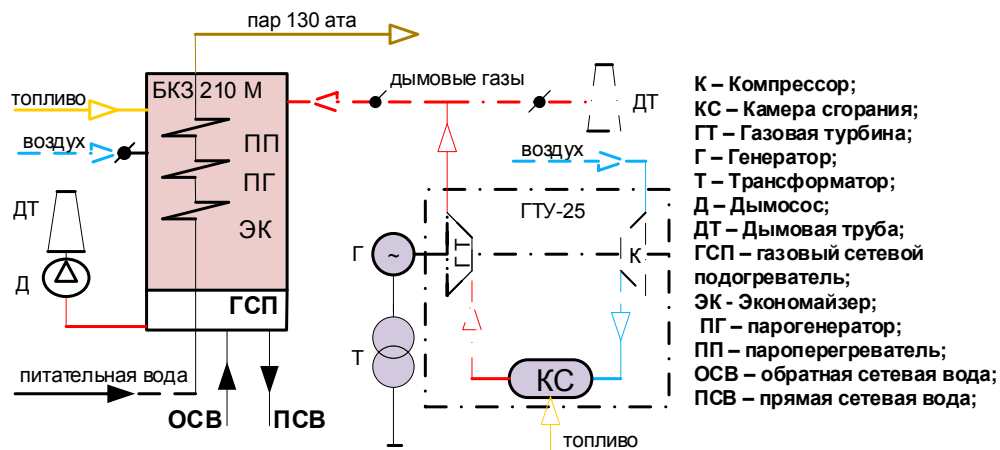 пар 130 ата
топливо
БКЗ 210 М
воздух
ПП
ПГ
ЭК
ДТ
Д
ГСП
питательная вода
ОСВ
ПСВ
дымовые газы
ДТ
воздух
ГТУ-25
Г
~
ГТ
К
Т
КС
топливо
К – Компрессор;
КС – Камера сгорания;
ГТ – Газовая турбина;
Г – Генератор;
Т – Трансформатор;
Д – Дымосос;
ДТ – Дымовая труба;
ГСП – газовый сетевой
подогреватель;
ЭК - Экономайзер;
ПГ – парогенератор;
ПП – пароперегреватель;
ОСВ – обратная сетевая вода;
ПСВ – прямая сетевая вода;